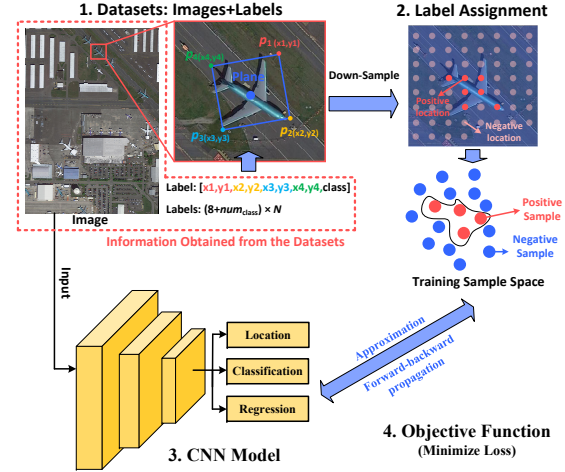 1. Datasets: Images+Labels
2. Label Assignment
p1(x1,y1)
p4(x4,y4)
Plane
p3(x3,y3)
p2(x2,y2)
Down-Sample
Positive
location
Negative
location
Label: [x1,y1,x2,y2,x3,y3,x4,y4,class]
Labels: (8+numclass) × N
Image
Information Obtained from the Datasets
Positive
Sample
Negative
Sample
Training Sample Space
Input
Location
Classification
Regression
Approximation
Forward-backward
propagation
3. CNN Model
4. Objective Function
(Minimize Loss)